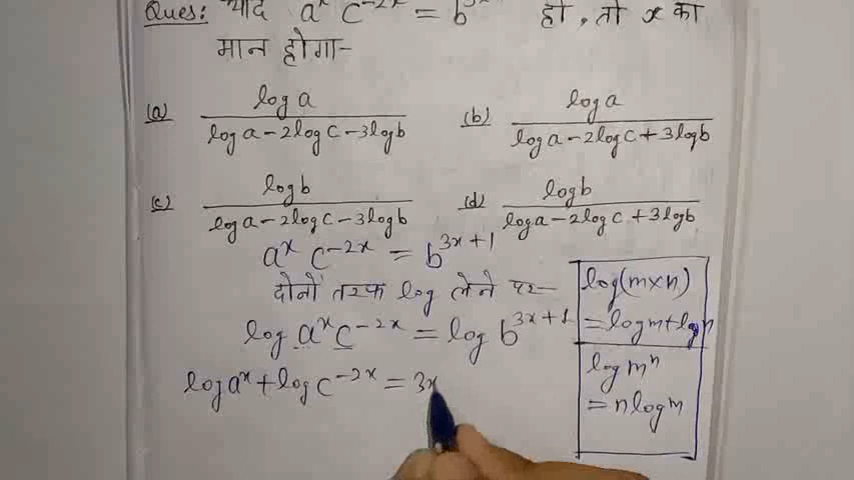 Ques: यदि a^x c^-2x = b^3x हो, तो x का
मान होगा-
(a) log a / (log a - 2log c - 3log b) (b) log a / (log a - 2log c + 3log b)
(c) log b / (log a - 2log c - 3log b) (d) log b / (log a - 2log c + 3log b)
a^x c^-2x = b^3x+1
दोनों तरफ log लेने पर-
log a^x c^-2x = log b^3x+1
log a^x + log c^-2x = 3x
log(m×n)
= log m + log n
log m^n
= n log m